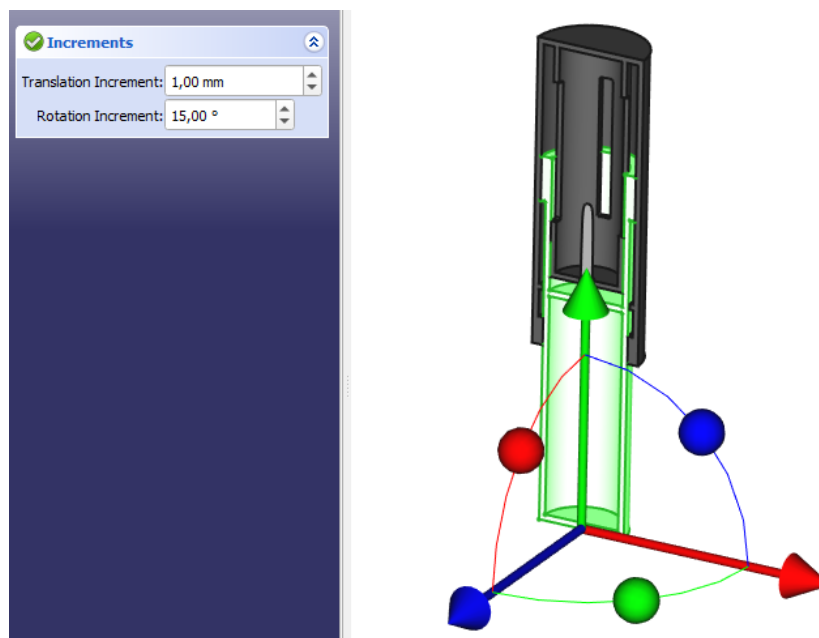 Increments
Translation Increment: 1,00 mm
Rotation Increment: 15,00 °